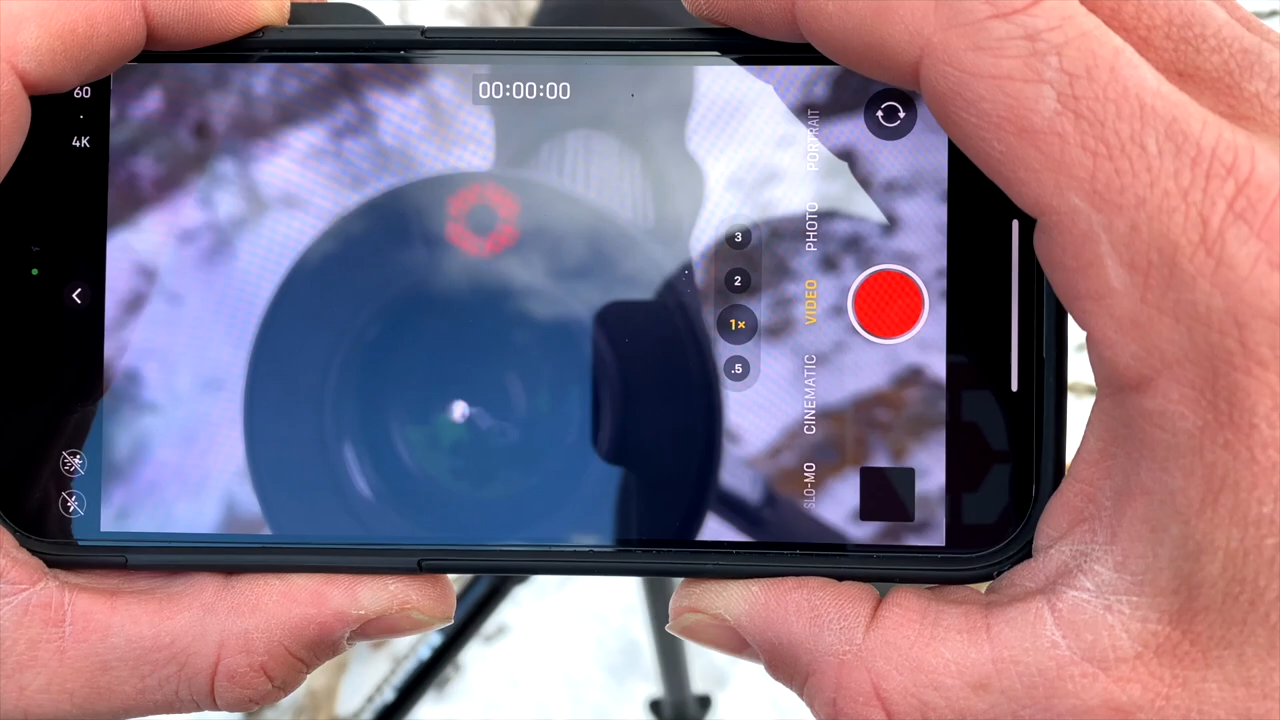 60
4K
00:00:00
3
2
1×
.5
PORTRAIT
PHOTO
VIDEO
CINEMATIC
SLO-MO